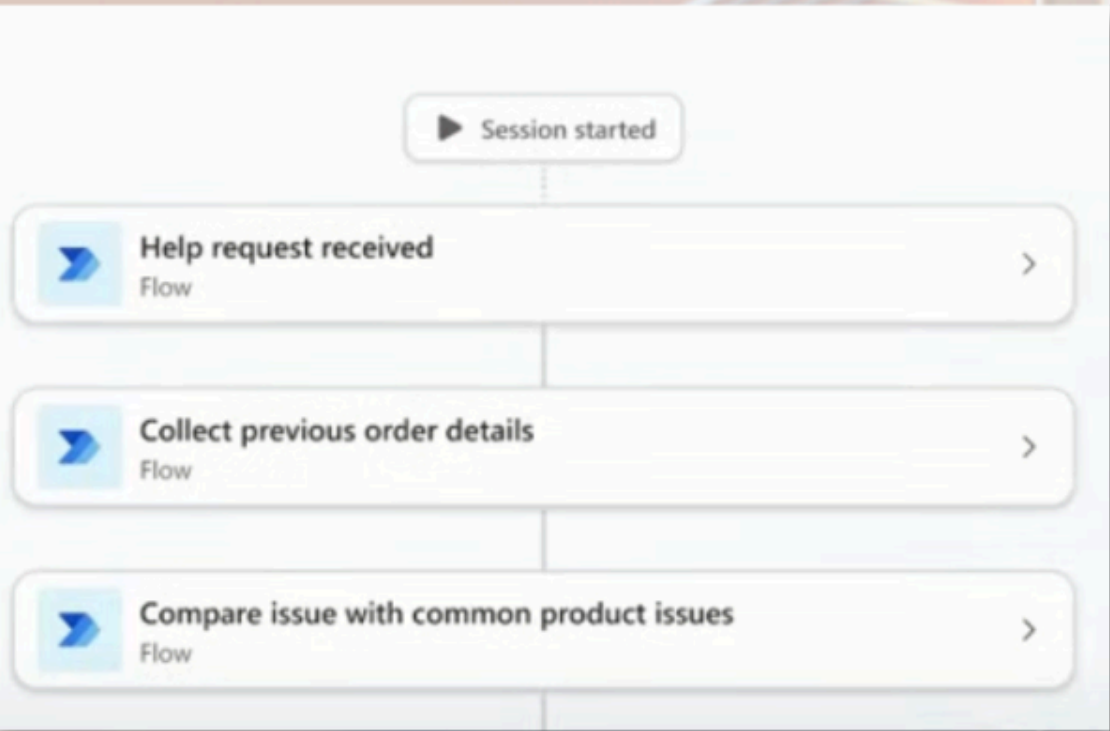 Session started
Help request received
Flow
Collect previous order details
Flow
Compare issue with common product issues
Flow